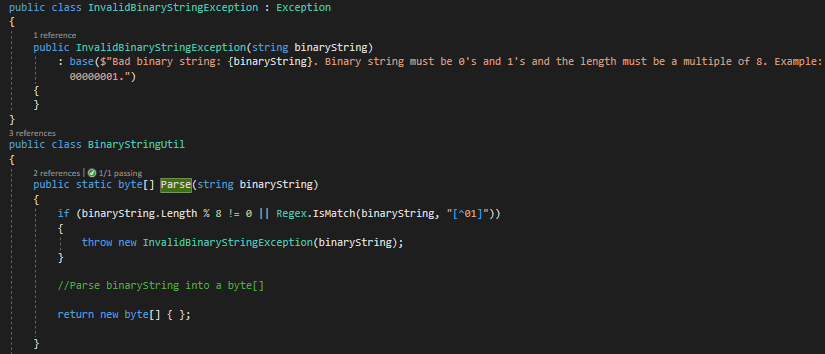 public class InvalidBinaryStringException : Exception
{
1 reference
public InvalidBinaryStringException(string binaryString)
: base($"Bad binary string: {binaryString}. Binary string must be 0's and 1's and the length must be a multiple of 8. Example:
00000001.")
{
}
}
3 references
public class BinaryStringUtil
{
2 references | 1/1 passing
public static byte[] Parse(string binaryString)
{
if (binaryString.Length % 8 != 0 || Regex.IsMatch(binaryString, "[^01]"))
{
throw new InvalidBinaryStringException(binaryString);
}
//Parse binaryString into a byte[]
return new byte[] { };
}